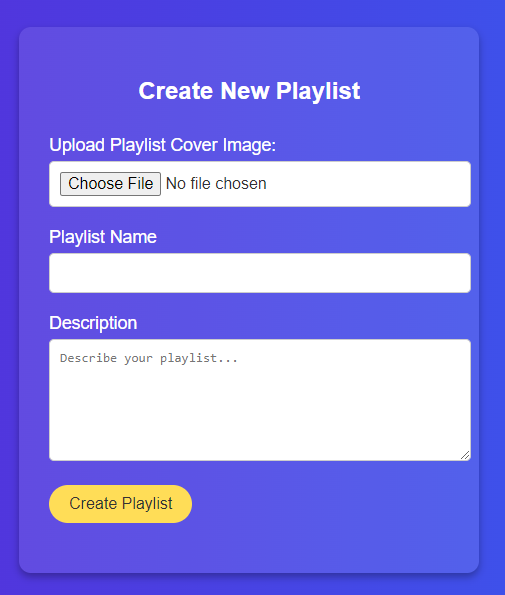 Create New Playlist
Upload Playlist Cover Image:
Choose File No file chosen
Playlist Name
Description
Describe your playlist...
Create Playlist